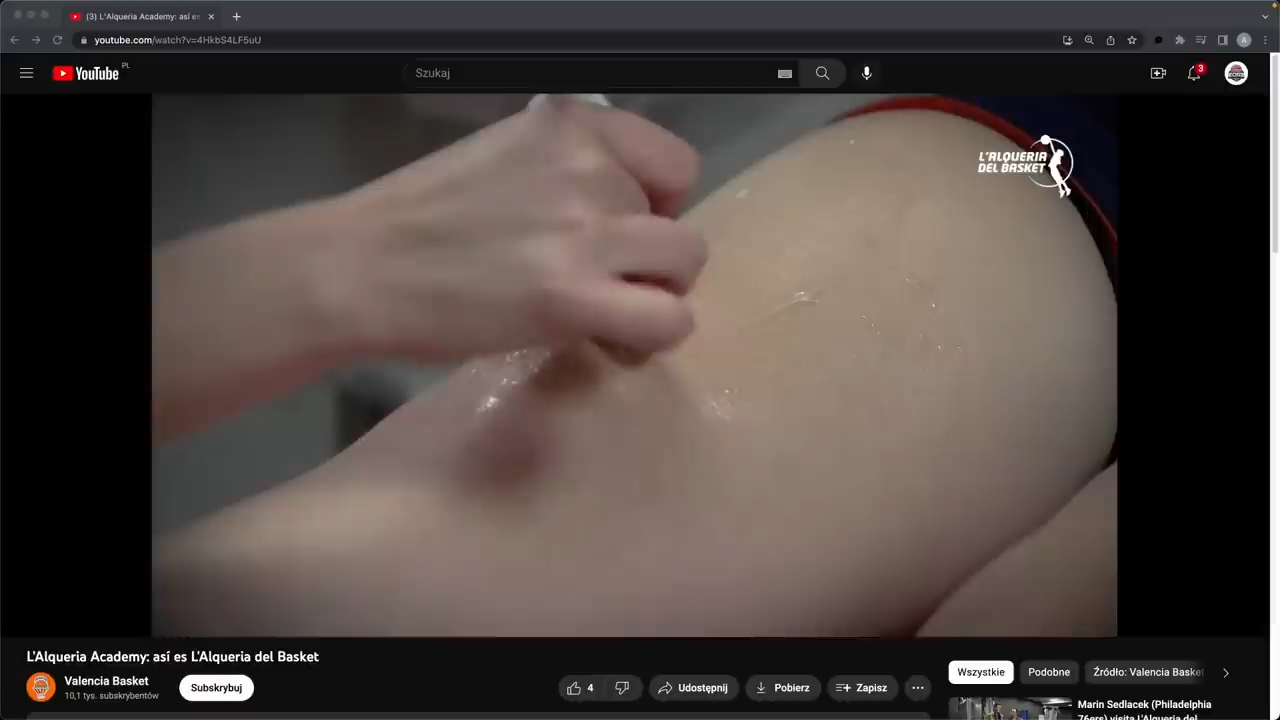 (3) L'Alqueria Academy: así es
youtube.com/watch?v=4HkbS4LF5uU
YouTube PL
Szukaj
3
A
L'ALQUERIA
DEL BASKET
L'Alqueria Academy: así es L'Alqueria del Basket
Valencia Basket
10,1 tys. subskrybentów
Subskrybuj
4
Udostępnij
Pobierz
Zapisz
Wszystkie
Podobne
Źródło: Valencia Basket
Marin Sedlacek (Philadelphia
76ers) visita L'Alqueria del